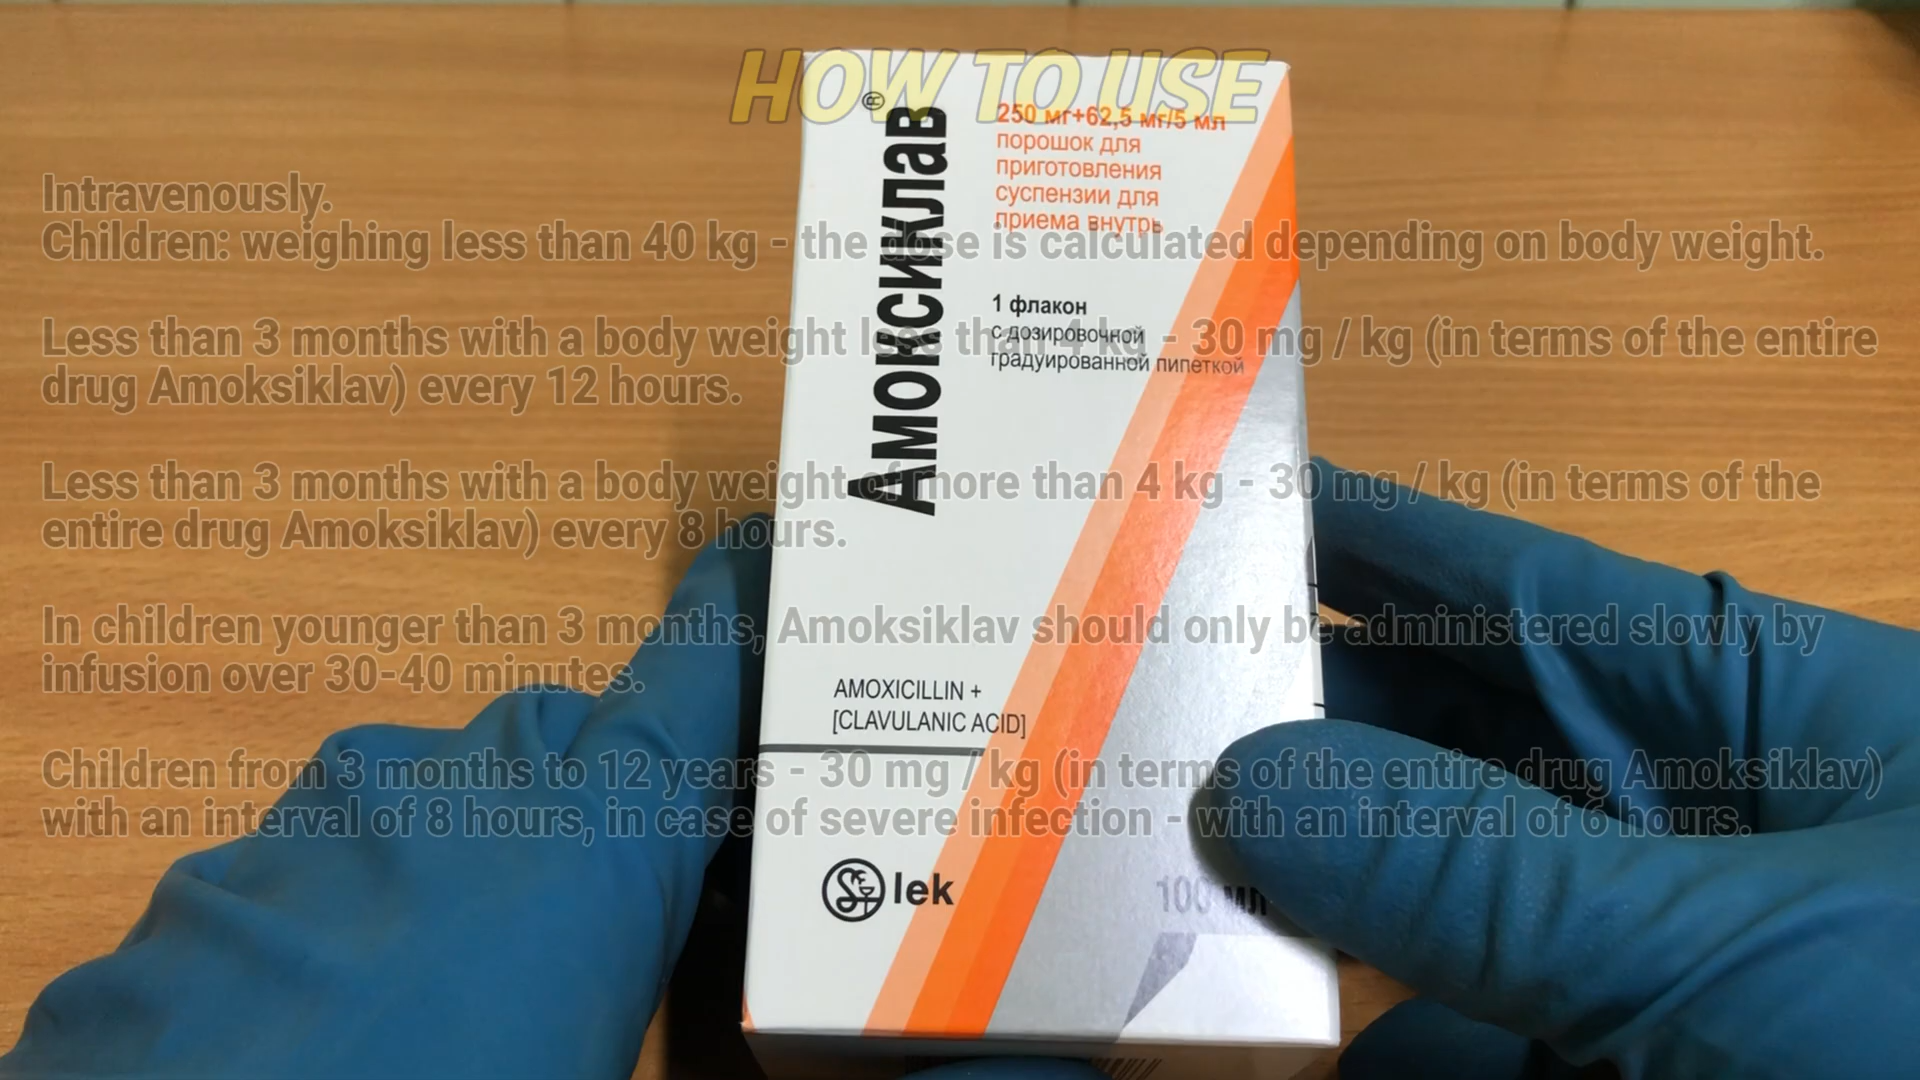 HOW TO USE
Intravenously.
Children: weighing less than 40 kg - the dose is calculated depending on body weight.
Less than 3 months with a body weight less than 4 kg - 30 mg / kg (in terms of the entire
drug Amoksiklav) every 12 hours.
Less than 3 months with a body weight of more than 4 kg - 30 mg / kg (in terms of the
entire drug Amoksiklav) every 8 hours.
In children younger than 3 months, Amoksiklav should only be administered slowly by
infusion over 30-40 minutes.
Children from 3 months to 12 years - 30 mg / kg (in terms of the entire drug Amoksiklav)
with an interval of 8 hours, in case of severe infection - with an interval of 6 hours.
Амоксиклав®
250 мг+62,5 мг/5 мл
порошок для
приготовления
суспензии для
приема внутрь
1 флакон
с дозировочной
градуированной пипеткой
AMOXICILLIN +
[CLAVULANIC ACID]
lek
100 мл